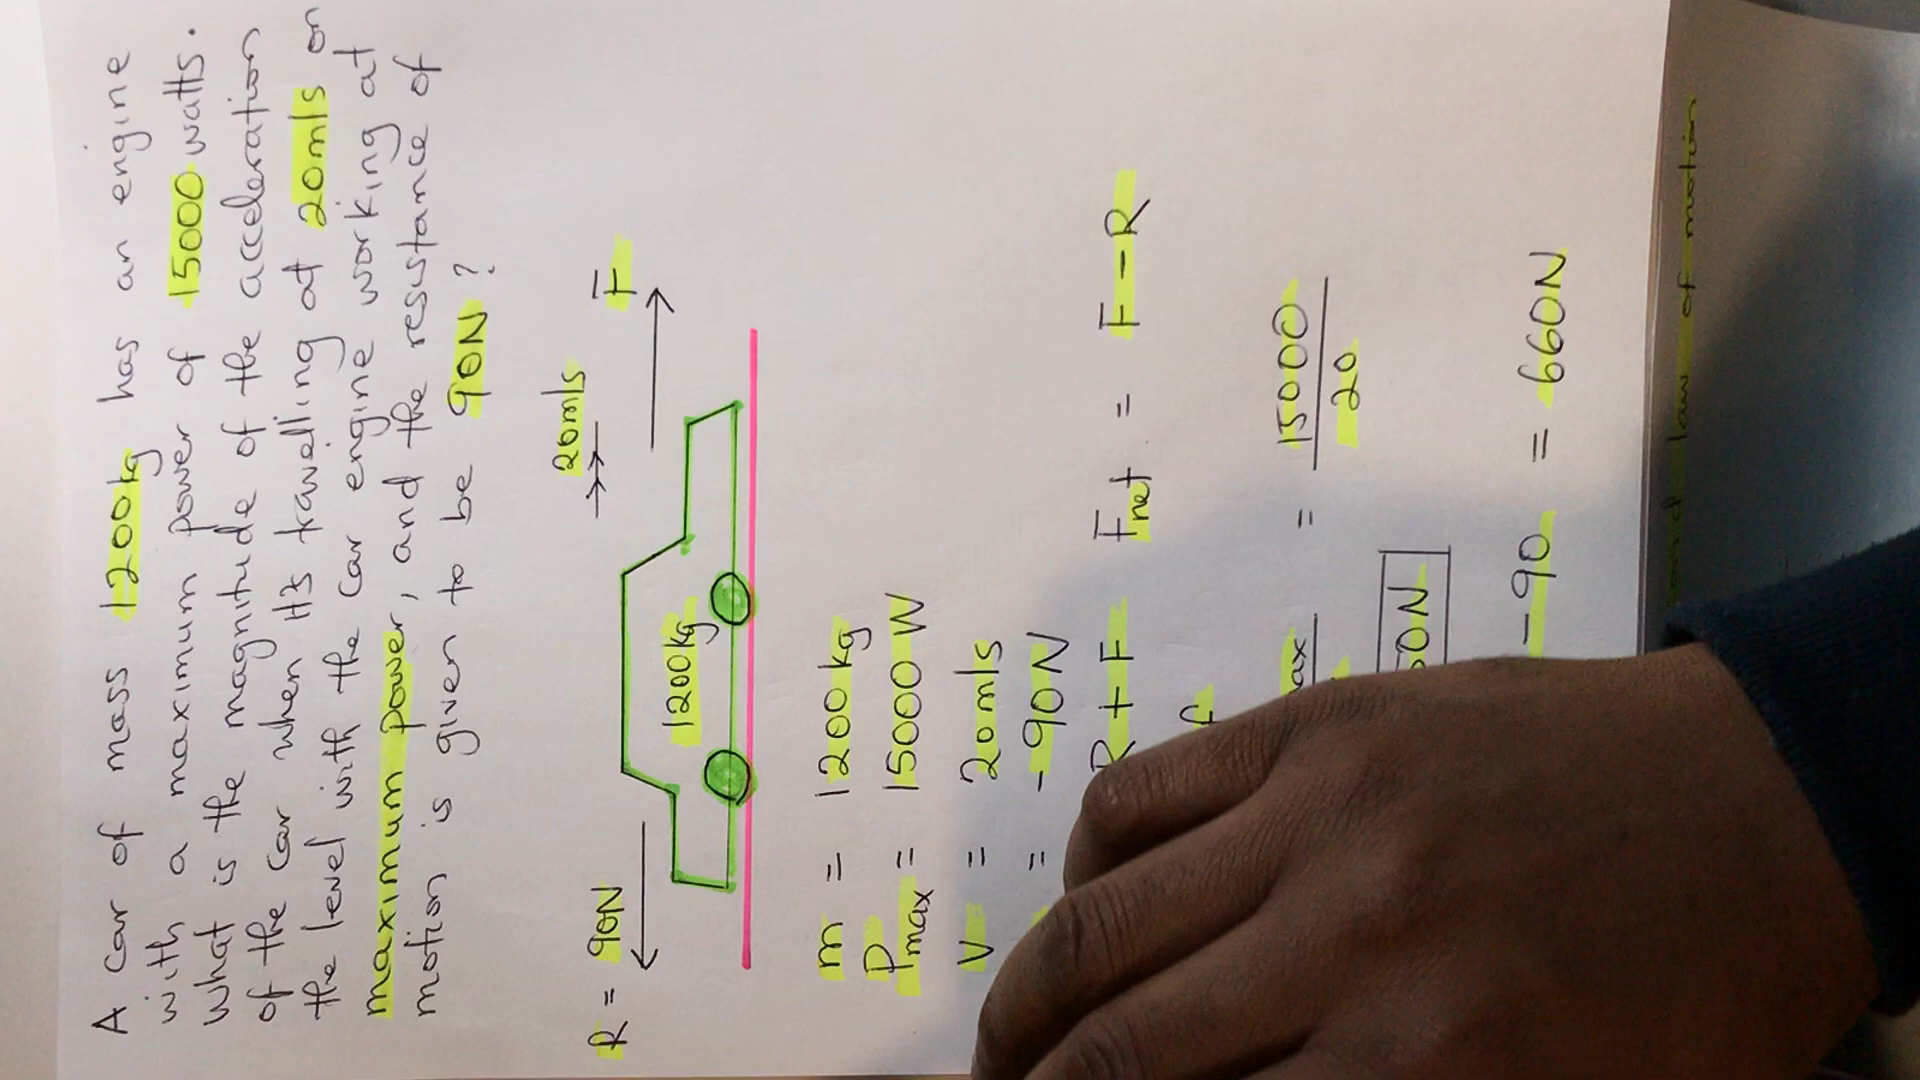 A car of mass 1200kg has an engine
with a maximum power of 15000 watts.
what is the magnitude of the acceleration
of the car when it's travelling at 20m/s on
the level with the car engine working at
maximum power, and the resistance of
motion is given to be 90N?
20m/s
R = 90N
F
1200kg
m = 1200kg
Pmax = 15000W
V = 20m/s
= -90N
R + F Fnet = F - R
= 15000
20
50N
-90 = 660N
law of motion